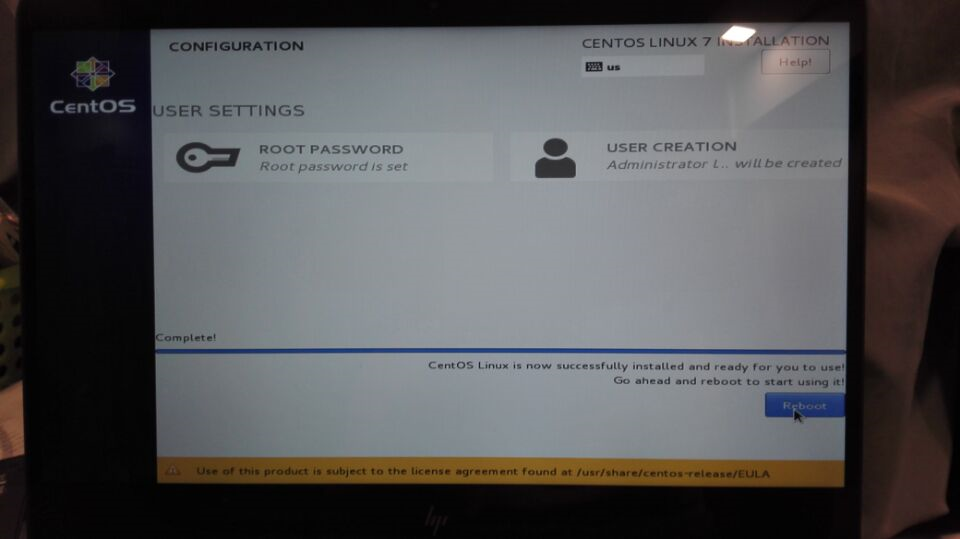 CONFIGURATION
CENTOS LINUX 7 INSTALLATION
us
Help!
CentOS
USER SETTINGS
ROOT PASSWORD
Root password is set
USER CREATION
Administrator l... will be created
Complete!
CentOS Linux is now successfully installed and ready for you to use!
Go ahead and reboot to start using it!
Reboot
Use of this product is subject to the license agreement found at /usr/share/centos-release/EULA
hp